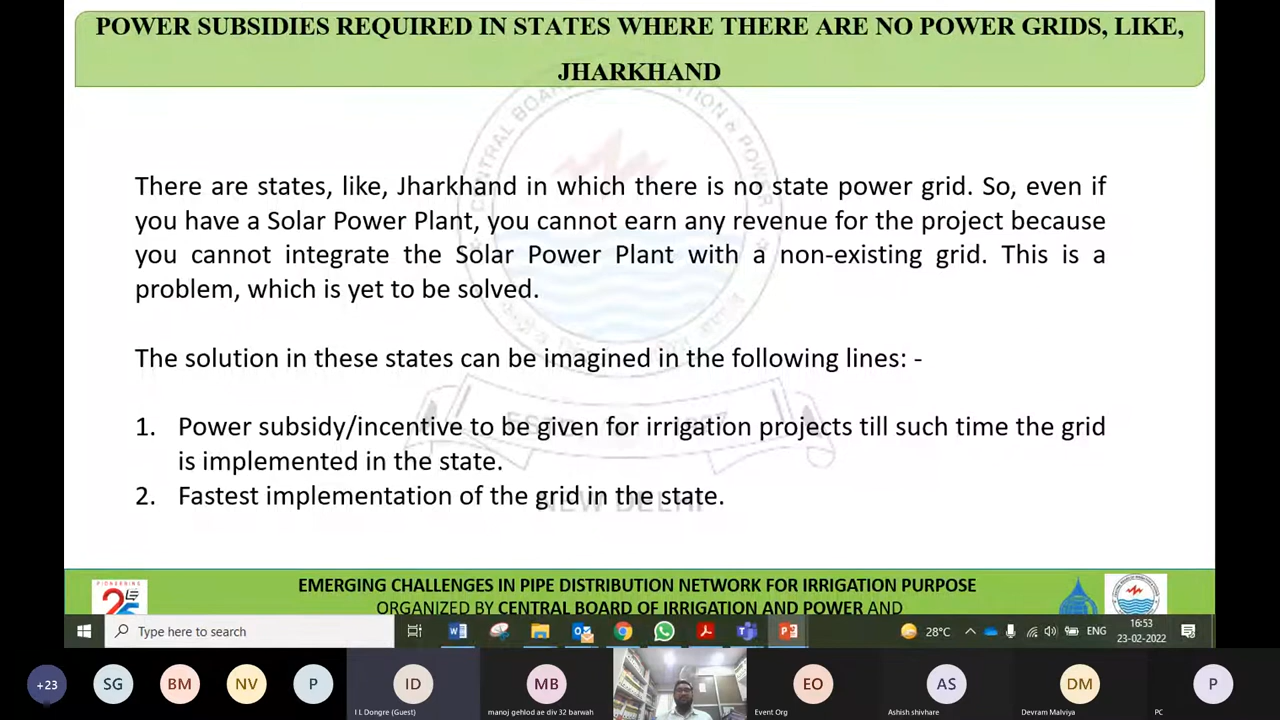 POWER SUBSIDIES REQUIRED IN STATES WHERE THERE ARE NO POWER GRIDS, LIKE,
JHARKHAND
There are states, like, Jharkhand in which there is no state power grid. So, even if
you have a Solar Power Plant, you cannot earn any revenue for the project because
you cannot integrate the Solar Power Plant with a non-existing grid. This is a
problem, which is yet to be solved.
The solution in these states can be imagined in the following lines: -
1. Power subsidy/incentive to be given for irrigation projects till such time the grid
is implemented in the state.
2. Fastest implementation of the grid in the state.
NEW DELHI
PIONEERING
25
EMERGING CHALLENGES IN PIPE DISTRIBUTION NETWORK FOR IRRIGATION PURPOSE
ORGANIZED BY CENTRAL BOARD OF IRRIGATION AND POWER AND
Type here to search
28°C
ENG
16:53
23-02-2022
+23
SG
BM
NV
P
ID
I L Dongre (Guest)
MB
manoj gehlod ae div 32 barwah
EO
Event Org
AS
Ashish shivhare
DM
Devram Malviya
P
PC